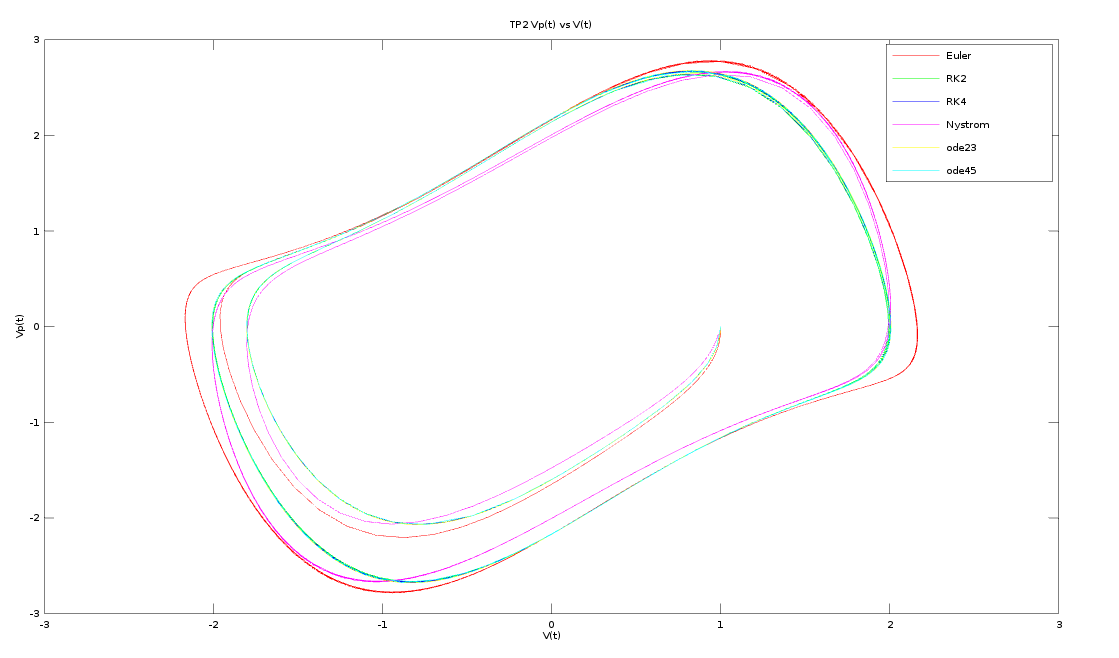 TP2 Vp(t) vs V(t)
3
2
1
0
-1
-2
-3
Vp(t)
-3 -2 -1 0 1 2 3
V(t)
Euler
RK2
RK4
Nystrom
ode23
ode45